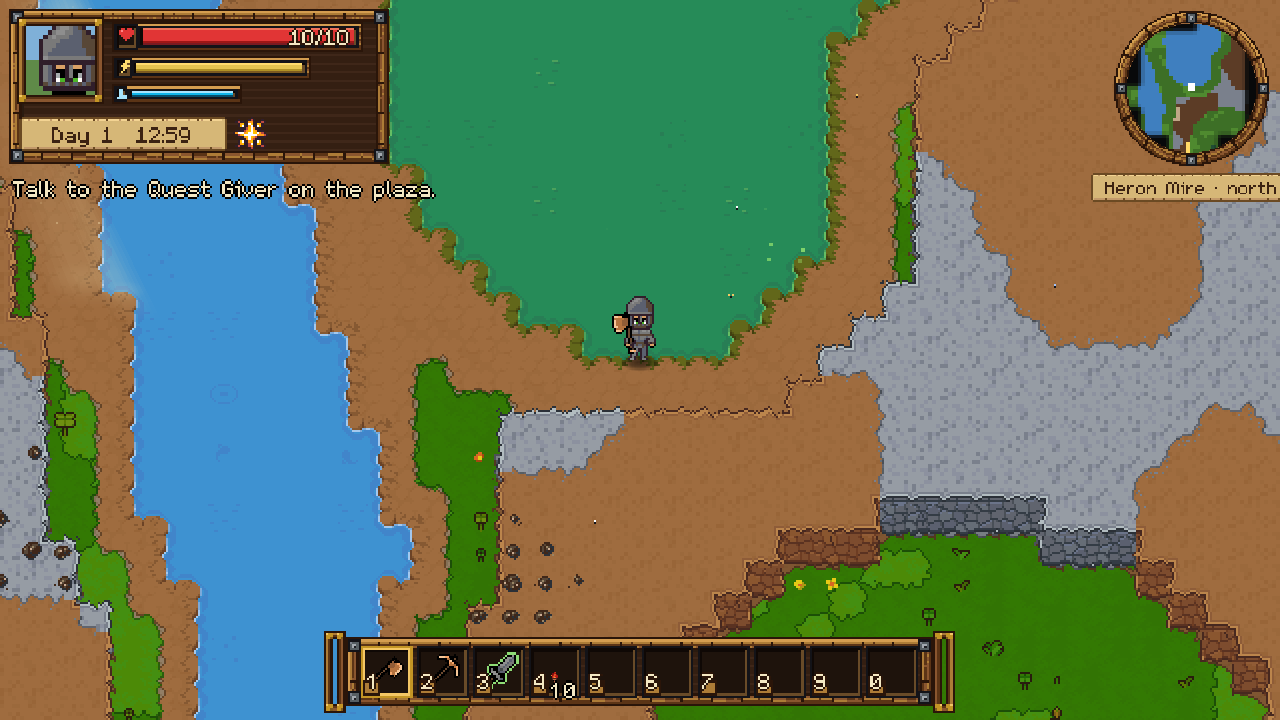 10/10
Day 1 12:59
Talk to the Quest Giver on the plaza.
Heron Mire · north
1 2 3 4 10 5 6 7 8 9 0